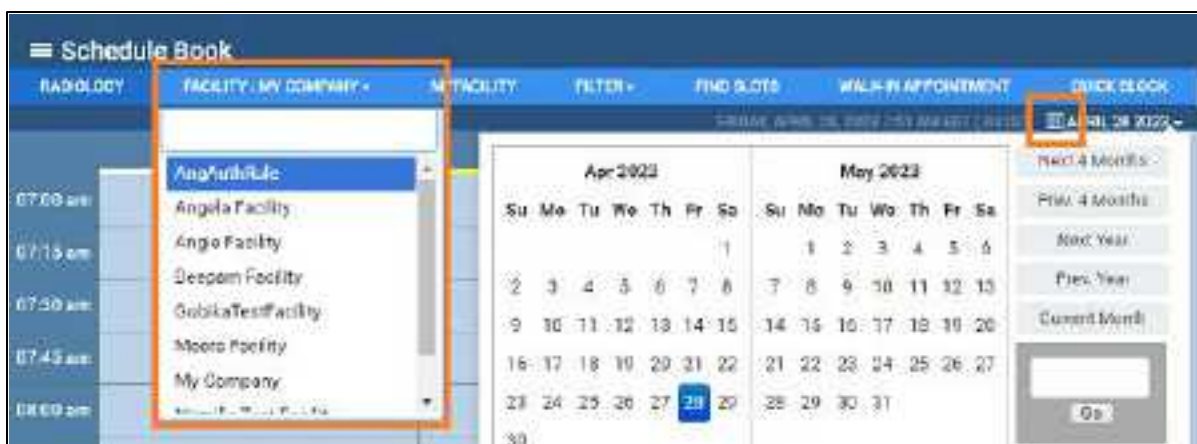 Schedule Book
RADIOLOGY FACILITY : MY COMPANY MY FACILITY FILTER FIND SLOTS WALK-IN APPOINTMENT QUICK BLOCK
APRIL 28 2023
AngAuthRule
Angela Facility
Angie Facility
Deepam Facility
GobikaTestFacility
Moore Facility
My Company
07:00 am
07:15 am
07:30 am
07:45 am
08:00 am
Apr 2023
Su Mo Tu We Th Fr Sa
1
2 3 4 5 6 7 8
9 10 11 12 13 14 15
16 17 18 19 20 21 22
23 24 25 26 27 28 29
30
May 2023
Su Mo Tu We Th Fr Sa
1 2 3 4 5 6
7 8 9 10 11 12 13
14 15 16 17 18 19 20
21 22 23 24 25 26 27
28 29 30 31
Next 4 Months
Prev. 4 Months
Next Year
Prev. Year
Current Month
Go